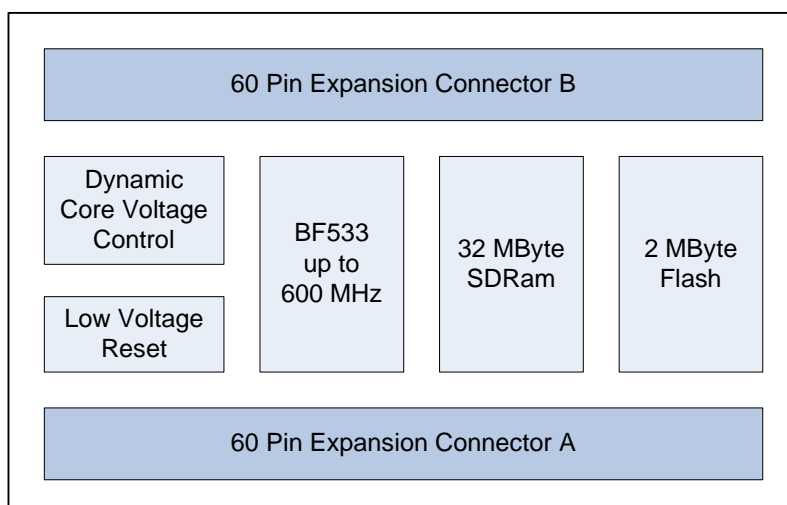 60 Pin Expansion Connector B
Dynamic
Core Voltage
Control
Low Voltage
Reset
BF533
up to
600 MHz
32 MByte
SDRam
2 MByte
Flash
60 Pin Expansion Connector A